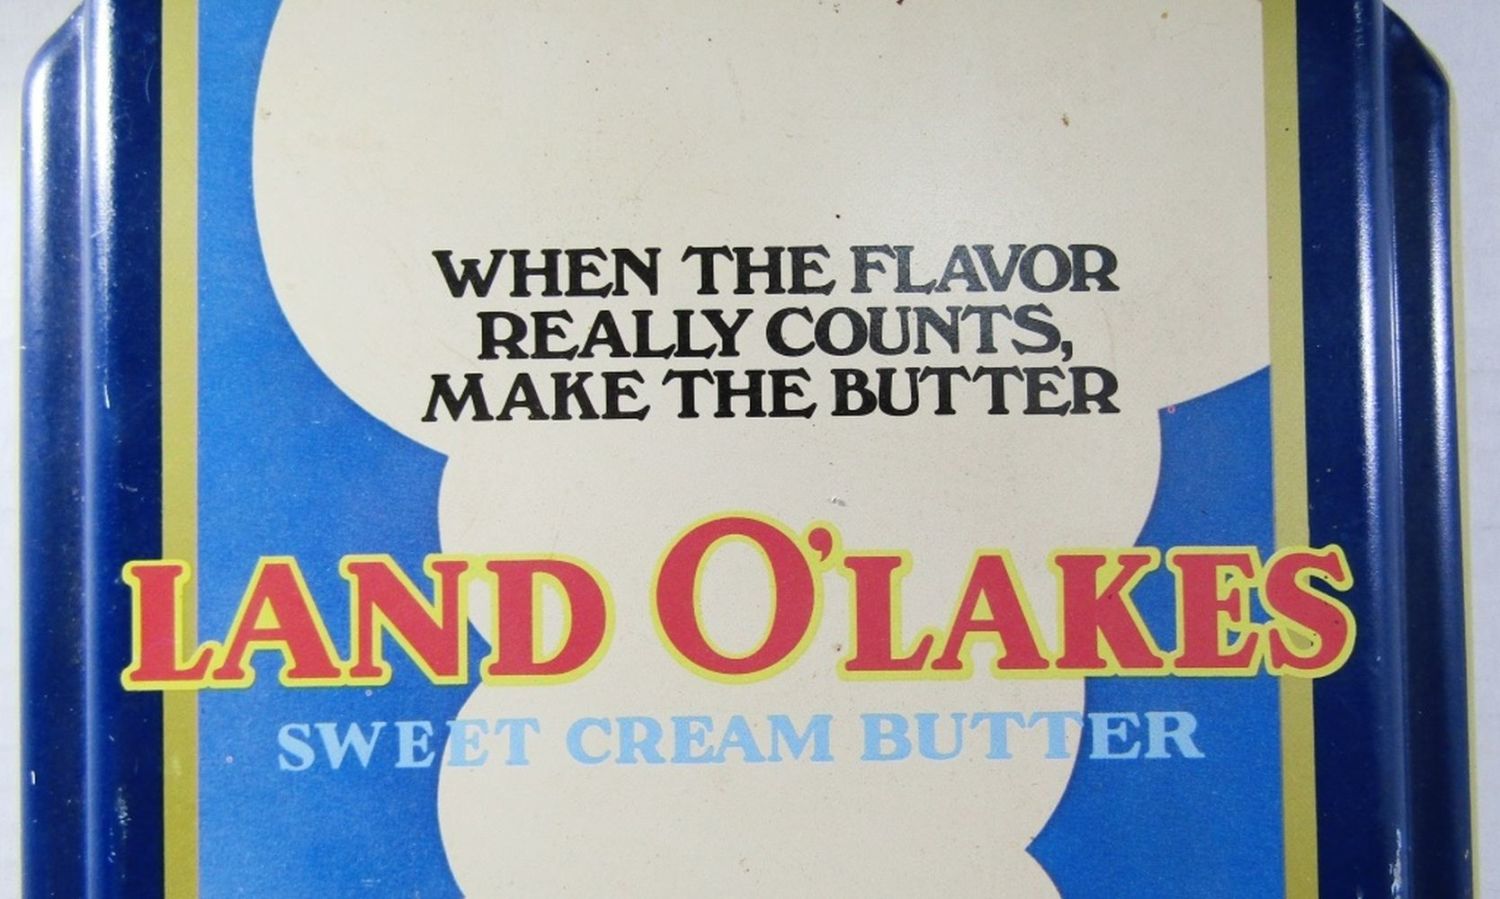 WHEN THE FLAVOR
REALLY COUNTS,
MAKE THE BUTTER
LAND O'LAKES
SWEET CREAM BUTTER